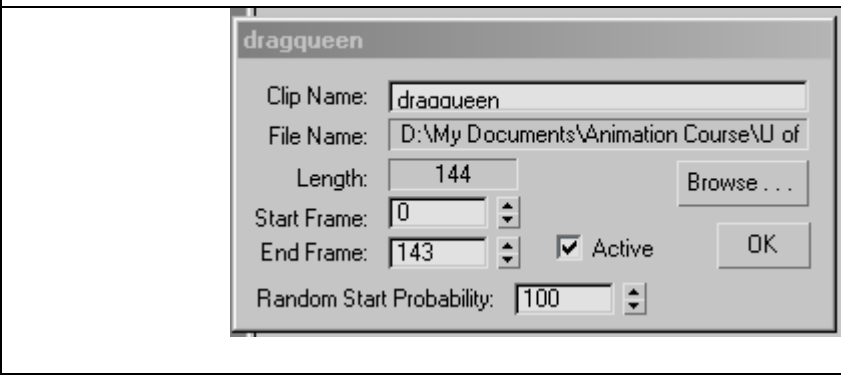 dragqueen
Clip Name: dragqueen
File Name: D:\My Documents\Animation Course\U of
Length: 144
Browse . . .
Start Frame: 0
End Frame: 143
Active
OK
Random Start Probability: 100